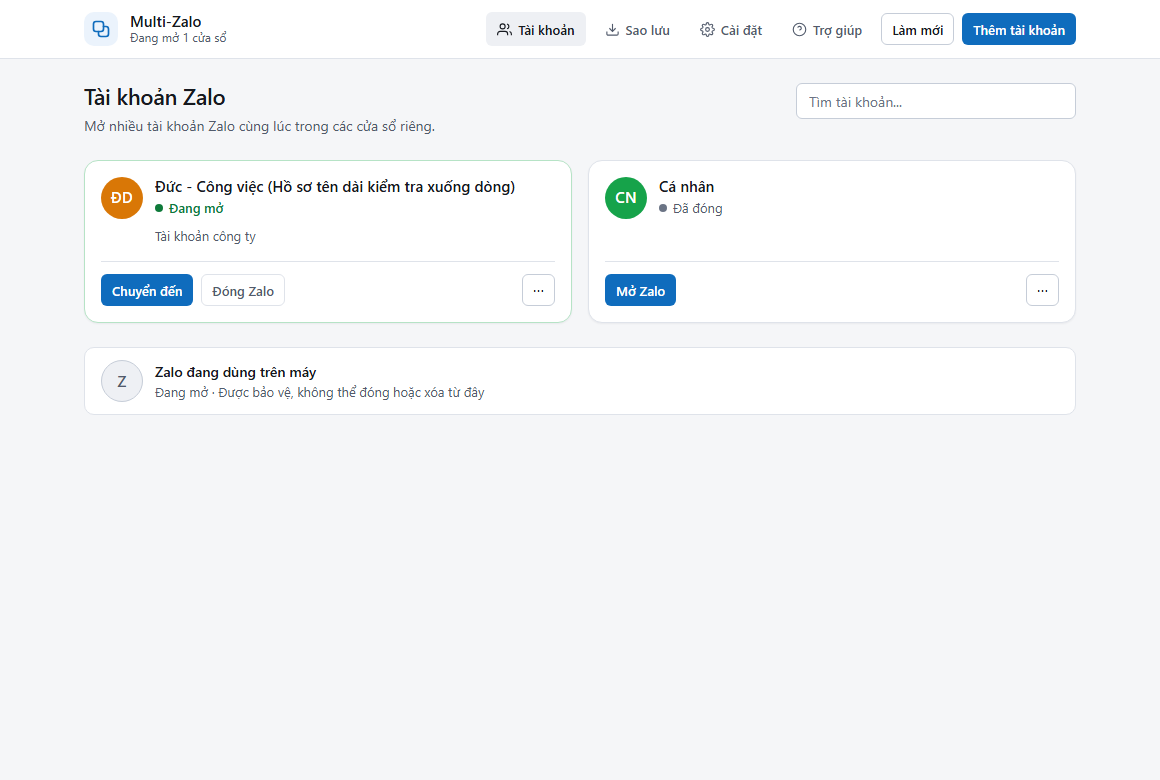 Multi-Zalo
Đang mở 1 cửa sổ
Tài khoản
Sao lưu
Cài đặt
Trợ giúp
Làm mới
Thêm tài khoản
Tài khoản Zalo
Mở nhiều tài khoản Zalo cùng lúc trong các cửa sổ riêng.
Tìm tài khoản...
ĐD
Đức - Công việc (Hồ sơ tên dài kiểm tra xuống dòng)
Đang mở
Tài khoản công ty
Chuyển đến
Đóng Zalo
...
CN
Cá nhân
Đã đóng
Mở Zalo
...
Z
Zalo đang dùng trên máy
Đang mở · Được bảo vệ, không thể đóng hoặc xóa từ đây